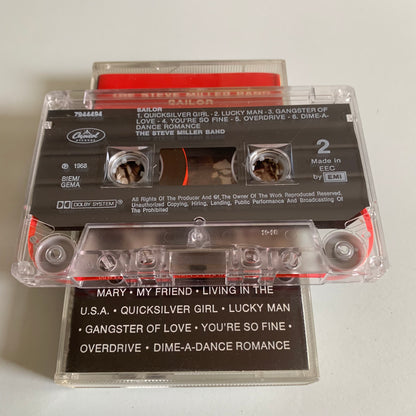 THE STEVE MILLER BAND
SAILOR
7944494
SAILOR
1. QUICKSILVER GIRL · 2. LUCKY MAN · 3. GANGSTER OF
LOVE · 4. YOU'RE SO FINE · 5. OVERDRIVE · 6. DIME-A-
DANCE ROMANCE
THE STEVE MILLER BAND
Capitol
℗ 1968
BIEM/
GEMA
2
Made in
EEC
by EMI
DOLBY SYSTEM
All Rights Of The Producer And Of The Owner Of The Work Reproduced Reserved.
Unauthorized Copying, Hiring, Lending, Public Performance And Broadcasting Of
The Prohibited
MARY • MY FRIEND • LIVING IN THE
U.S.A. • QUICKSILVER GIRL • LUCKY MAN
• GANGSTER OF LOVE • YOU'RE SO FINE •
OVERDRIVE • DIME-A-DANCE ROMANCE